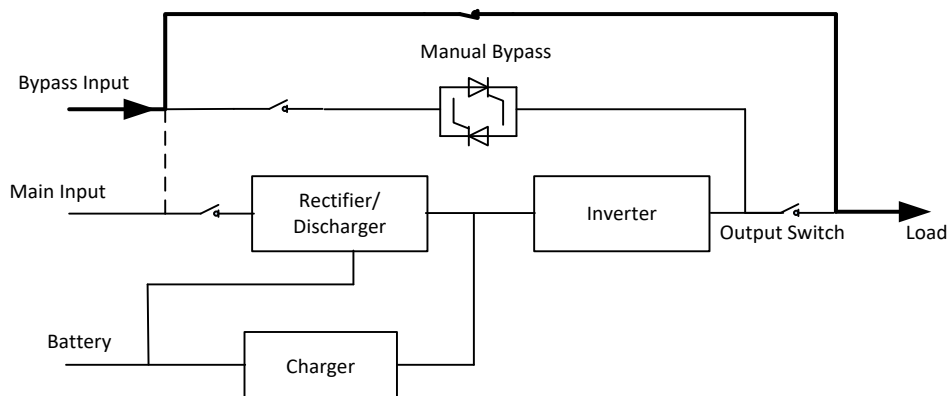 Manual Bypass
Bypass Input
Main Input
Rectifier/
Discharger
Inverter
Output Switch
Load
Battery
Charger